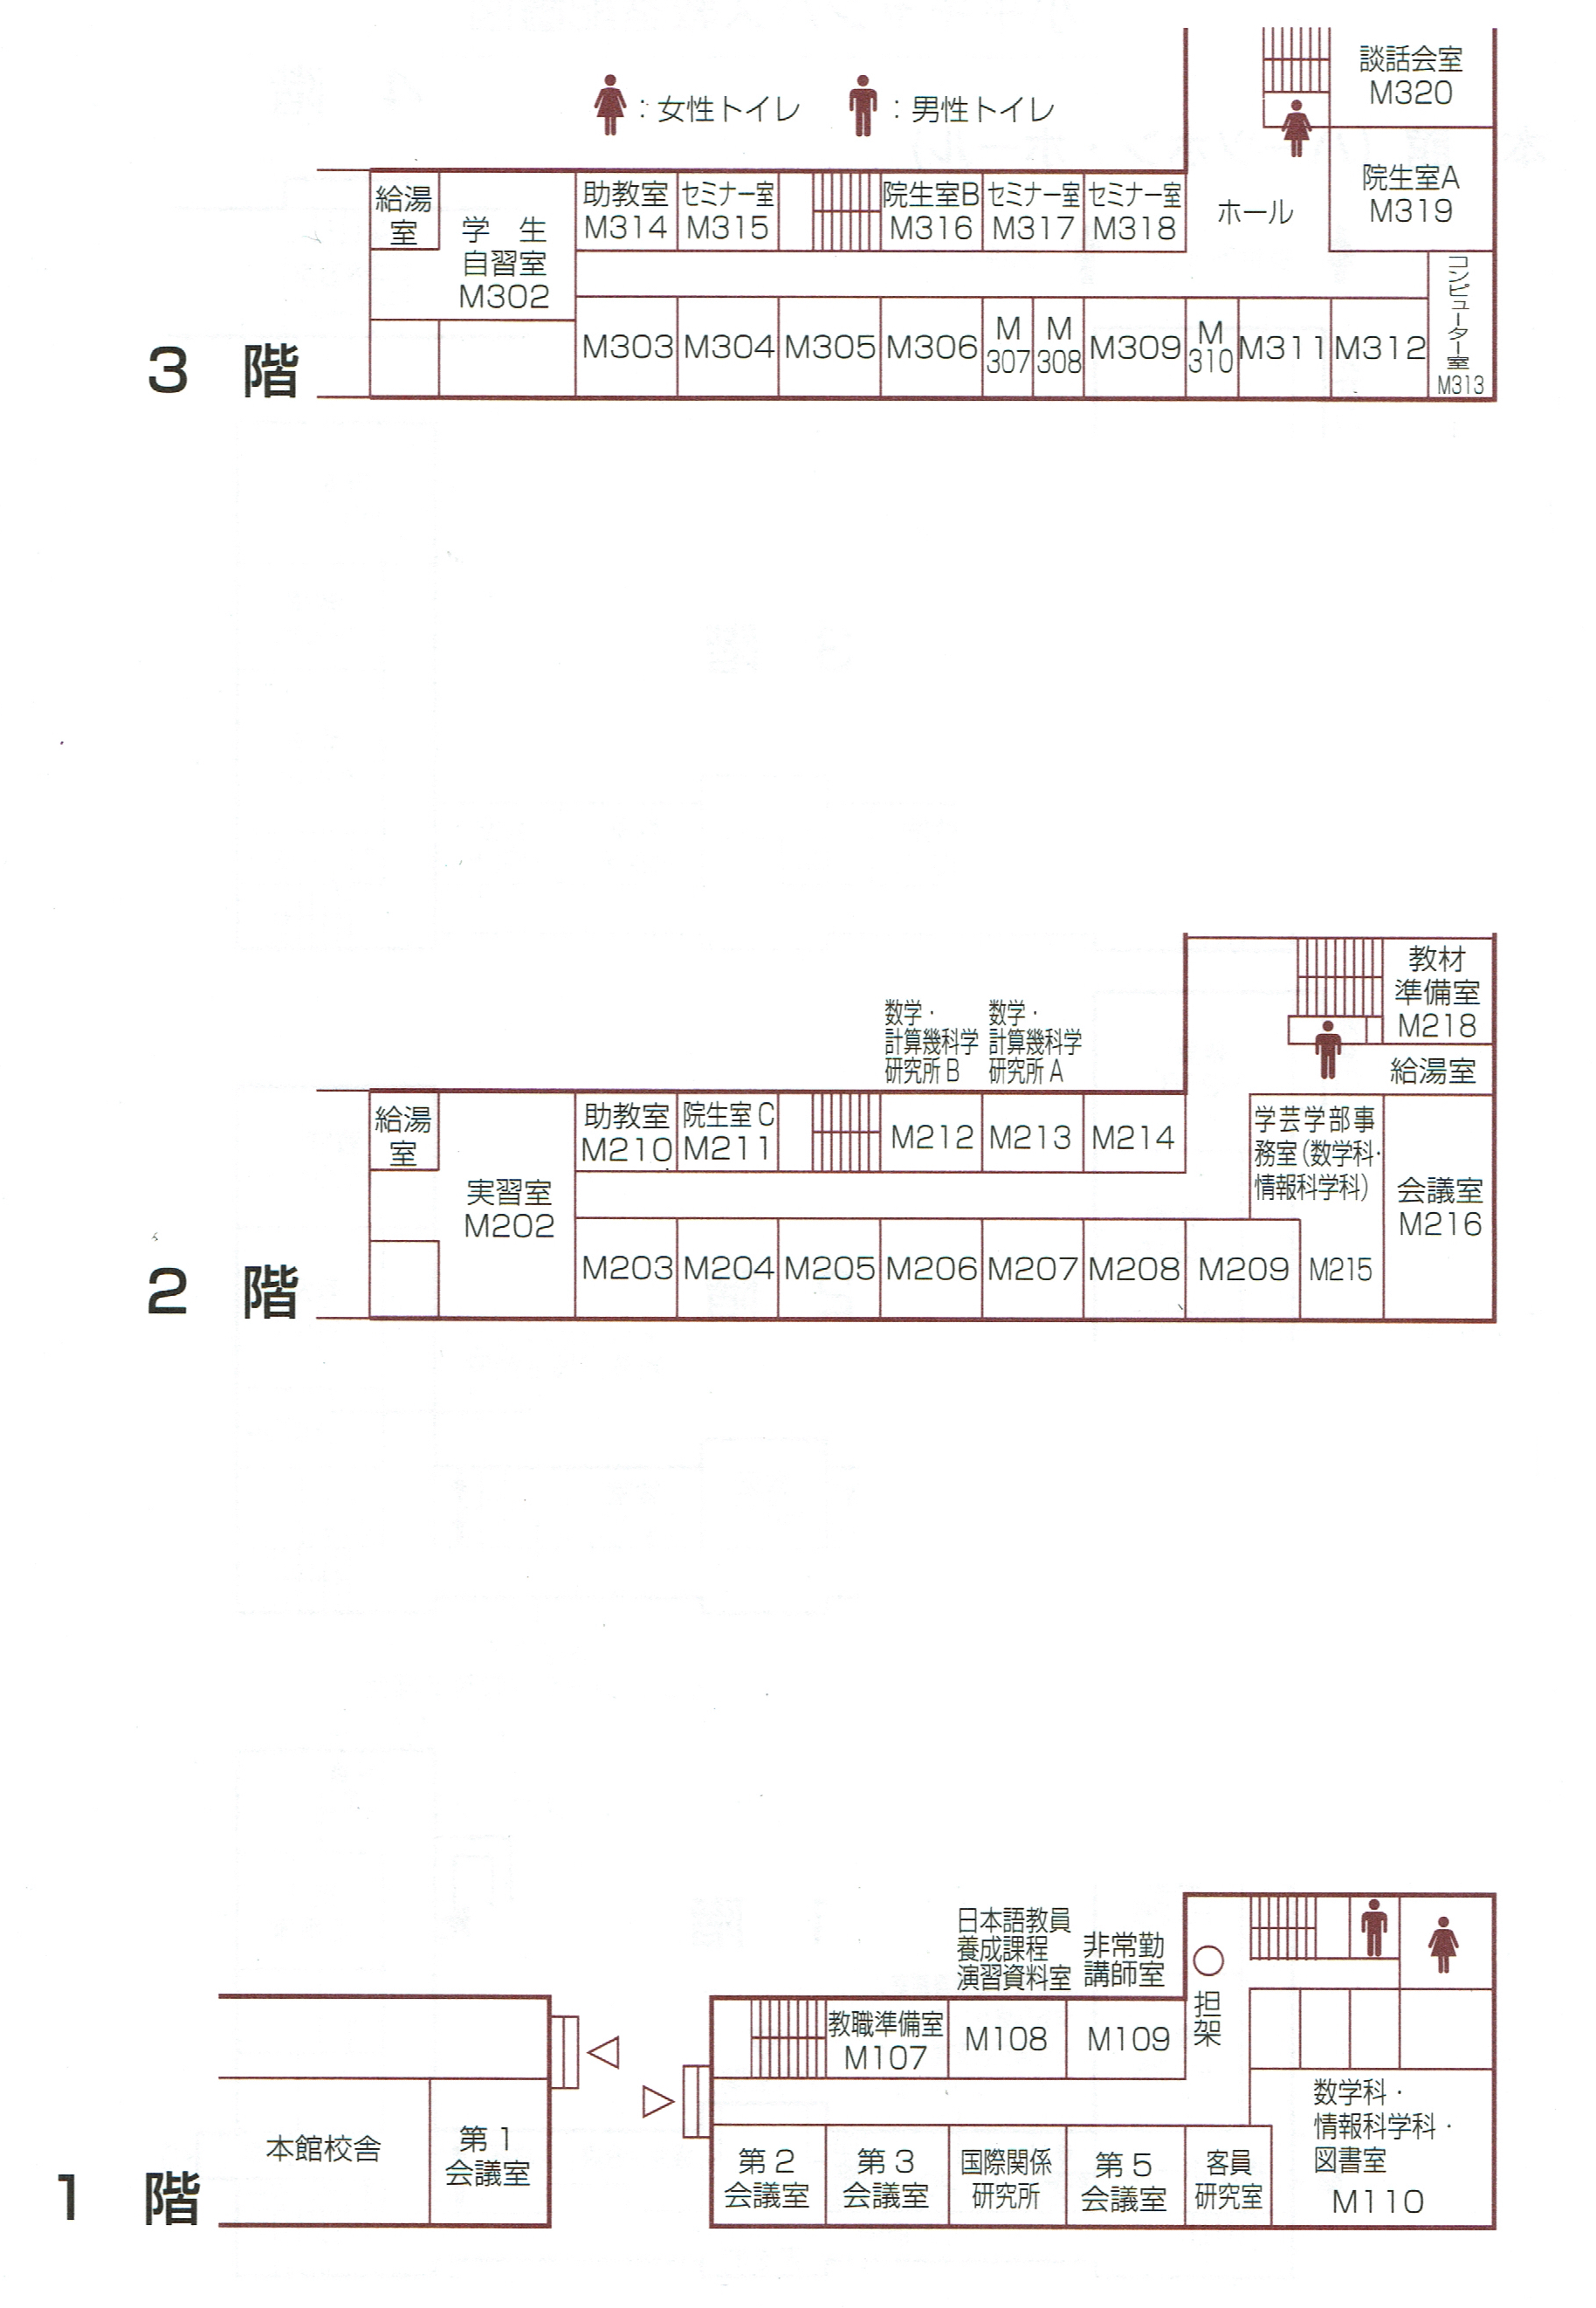 ：女性トイレ
：男性トイレ
談話会室
M320
院生室A
M319
ホール
給湯
室
学 生
自習室
M302
助教室
M314
セミナー室
M315
院生室B
M316
セミナー室
M317
セミナー室
M318
コンピューター室
M313
M303
M304
M305
M306
M
307
M
308
M309
M
310
M311
M312
3 階
教材
準備室
M218
給湯室
数学・
計算幾科学
研究所 B
数学・
計算幾科学
研究所 A
給湯
室
実習室
M202
助教室
M210
院生室 C
M211
M212
M213
M214
学芸学部事
務室(数学科・
情報科学科)
会議室
M216
M203
M204
M205
M206
M207
M208
M209
M215
2 階
日本語教員
養成課程
演習資料室
非常勤
講師室
担架
教職準備室
M107
M108
M109
数学科・
情報科学科・
図書室
M110
本館校舎
第1
会議室
第2
会議室
第3
会議室
国際関係
研究所
第5
会議室
客員
研究室
1 階